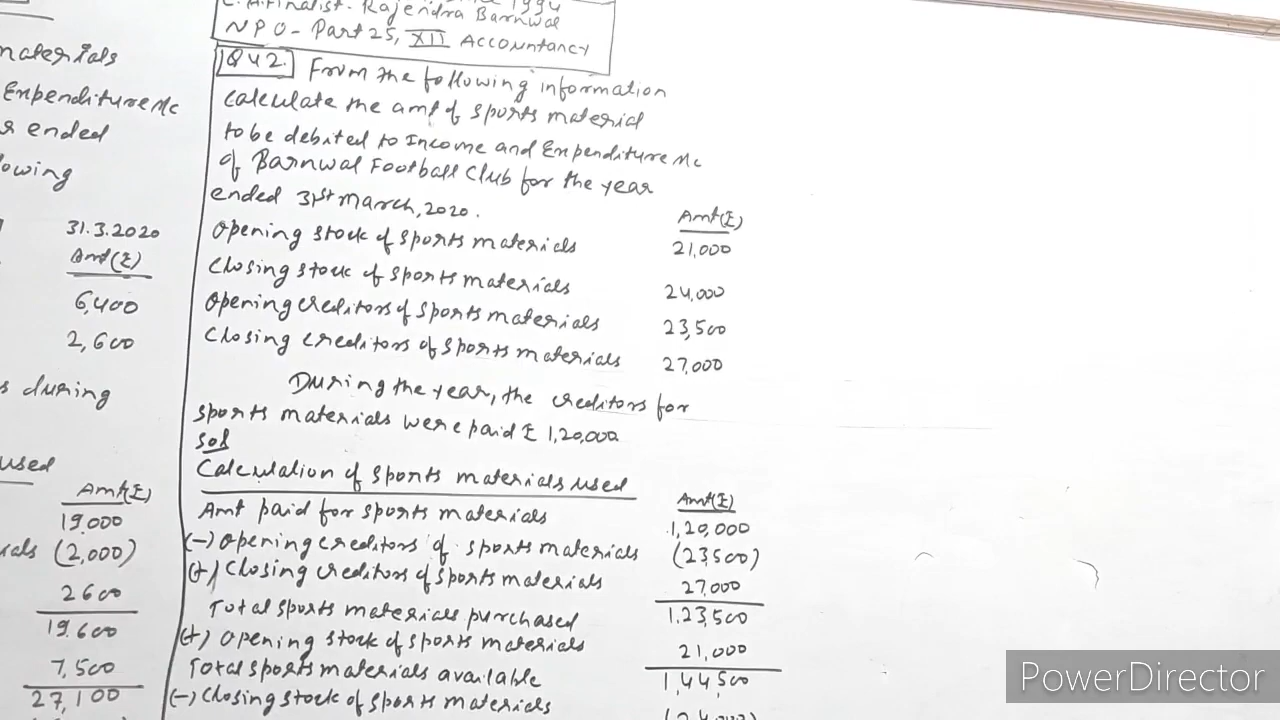 C.A.Finalist- Rajendra Barnwal
NPO- Part 25, XII Accountancy
Q42. From the following information
calculate the amt of sports material
to be debited to Income and Expenditure A/c
of Barnwal Football Club for the year
ended 31st March, 2020.
Amt(₹)
Opening stock of sports materials 21,000
Closing stock of sports materials 24,000
Opening creditors of sports materials 23,500
Closing creditors of sports materials 27,000
During the year, the creditors for
sports materials were paid ₹ 1,20,000
Sol
Calculation of sports materials used
Amt(₹)
Amt paid for sports materials 1,20,000
(-) Opening creditors of sports materials (23,500)
(+) Closing creditors of sports materials 27,000
Total sports materials purchased 1,23,500
(+) Opening stock of sports materials 21,000
Total sports materials available 1,44,500
(-) Closing stock of sports materials (24,000)
materials
Expenditure A/c
ended
31.3.2020
Amt(₹)
6,400
2,600
during
used
Amt(₹)
19,000
(2,000)
2600
19,600
7,500
27,100
PowerDirector